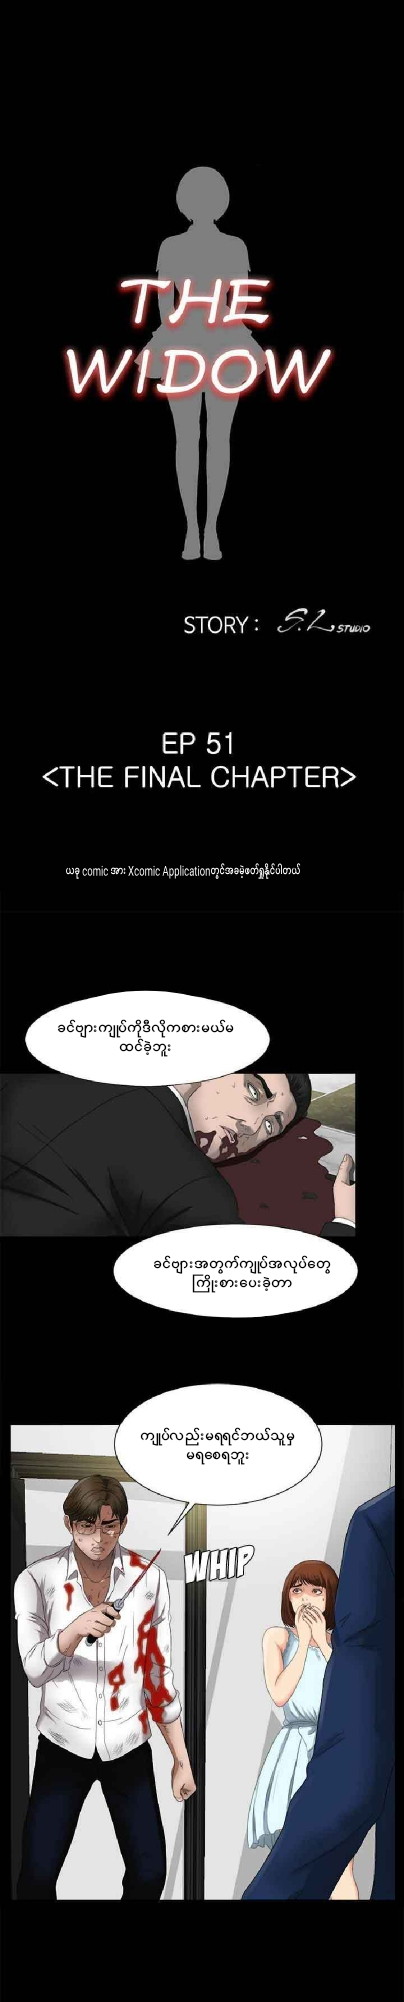 THE
WIDOW
STORY : S.L STUDIO
EP 51
<THE FINAL CHAPTER>
ယခု comic အား Xcomic Applicationတွင်အခမဲ့ဖတ်ရှုနိုင်ပါတယ်
ခင်ဗျားကျုပ်ကိုဒီလိုကစားမယ်မ
ထင်ခဲ့ဘူး
ခင်ဗျားအတွက်ကျုပ်အလုပ်တွေ
ကြိုးစားပေးခဲ့တာ
ကျုပ်လည်းမရရင်ဘယ်သူမှ
မရစေရဘူး
WHIP